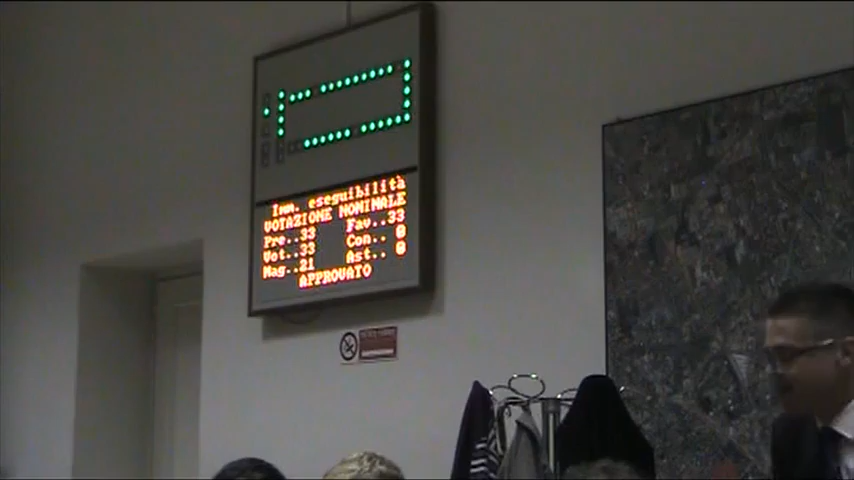 Imm. eseguibilità
VOTAZIONE NOMINALE
Pre..33 Fav..33
Vot..33 Con.. 0
Mag..21 Ast.. 0
APPROVATO